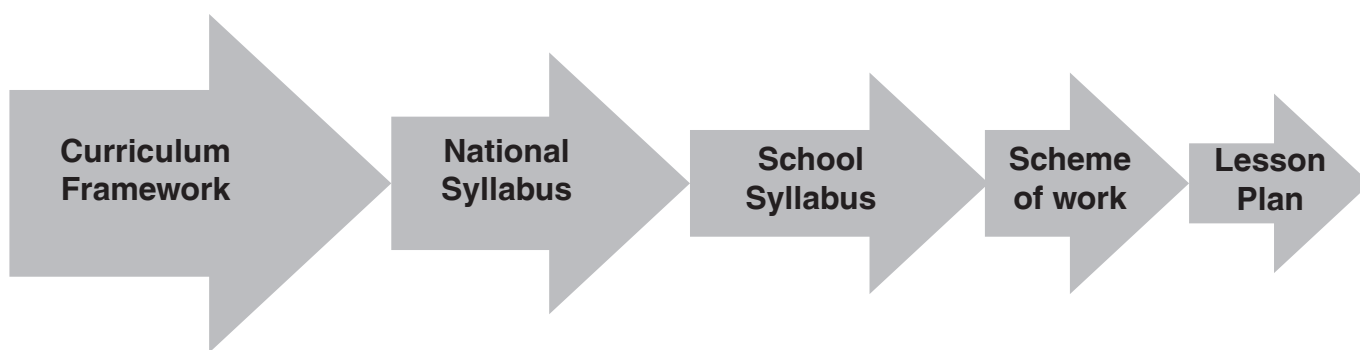 Curriculum
Framework
National
Syllabus
School
Syllabus
Scheme
of work
Lesson
Plan